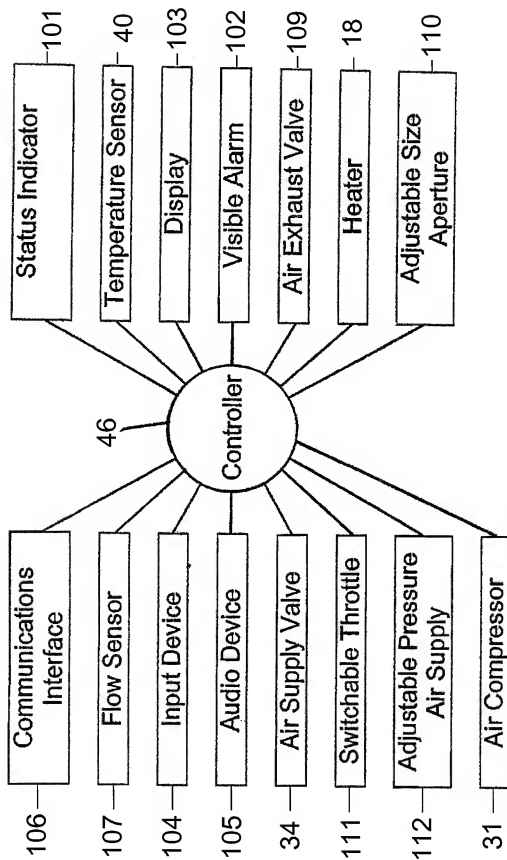 106
Communications
Interface
107
Flow Sensor
104
Input Device
105
Audio Device
34
Air Supply Valve
111
Switchable Throttle
112
Adjustable Pressure
Air Supply
31
Air Compressor
46
Controller
Status Indicator
101
Temperature Sensor
40
Display
103
Visible Alarm
102
Air Exhaust Valve
109
Heater
18
Adjustable Size
Aperture
110